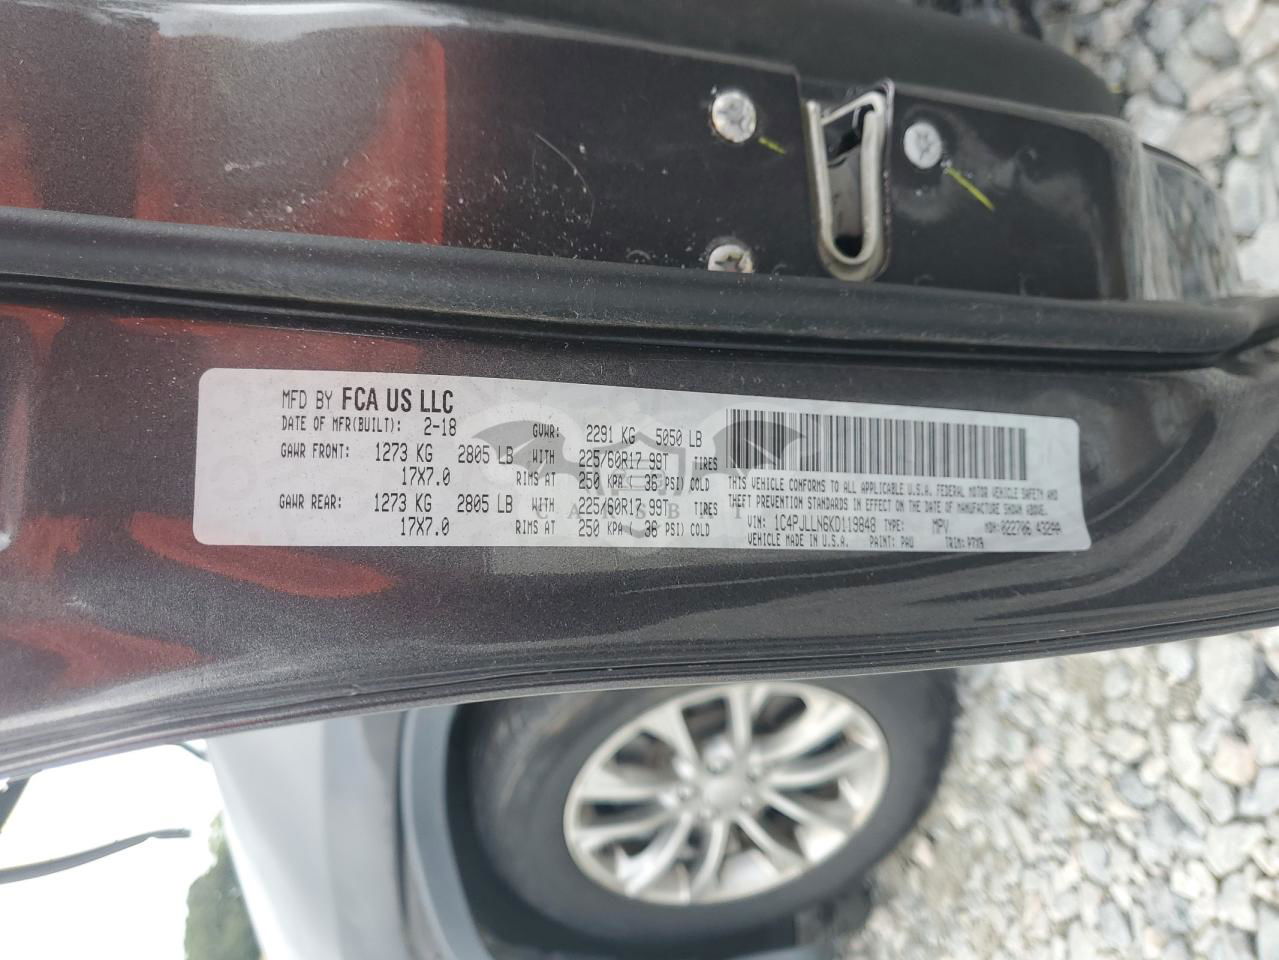 MFD BY FCA US LLC
DATE OF MFR(BUILT): 2-18 GVWR: 2291 KG 5050 LB
GAWR FRONT: 1273 KG 2805 LB WITH 225/60R17 99T TIRES
17X7.0 RIMS AT 250 KPA ( 36 PSI) COLD
GAWR REAR: 1273 KG 2805 LB WITH 225/60R17 99T TIRES
17X7.0 RIMS AT 250 KPA ( 36 PSI) COLD
THIS VEHICLE CONFORMS TO ALL APPLICABLE U.S.A. FEDERAL MOTOR VEHICLE SAFETY AND
THEFT PREVENTION STANDARDS IN EFFECT ON THE DATE OF MANUFACTURE SHOWN ABOVE.
VIN: 1C4PJLLN6KD119848 TYPE: MPV MDH: 022706 432AA
VEHICLE MADE IN U.S.A. PAINT: PAU TRIM: